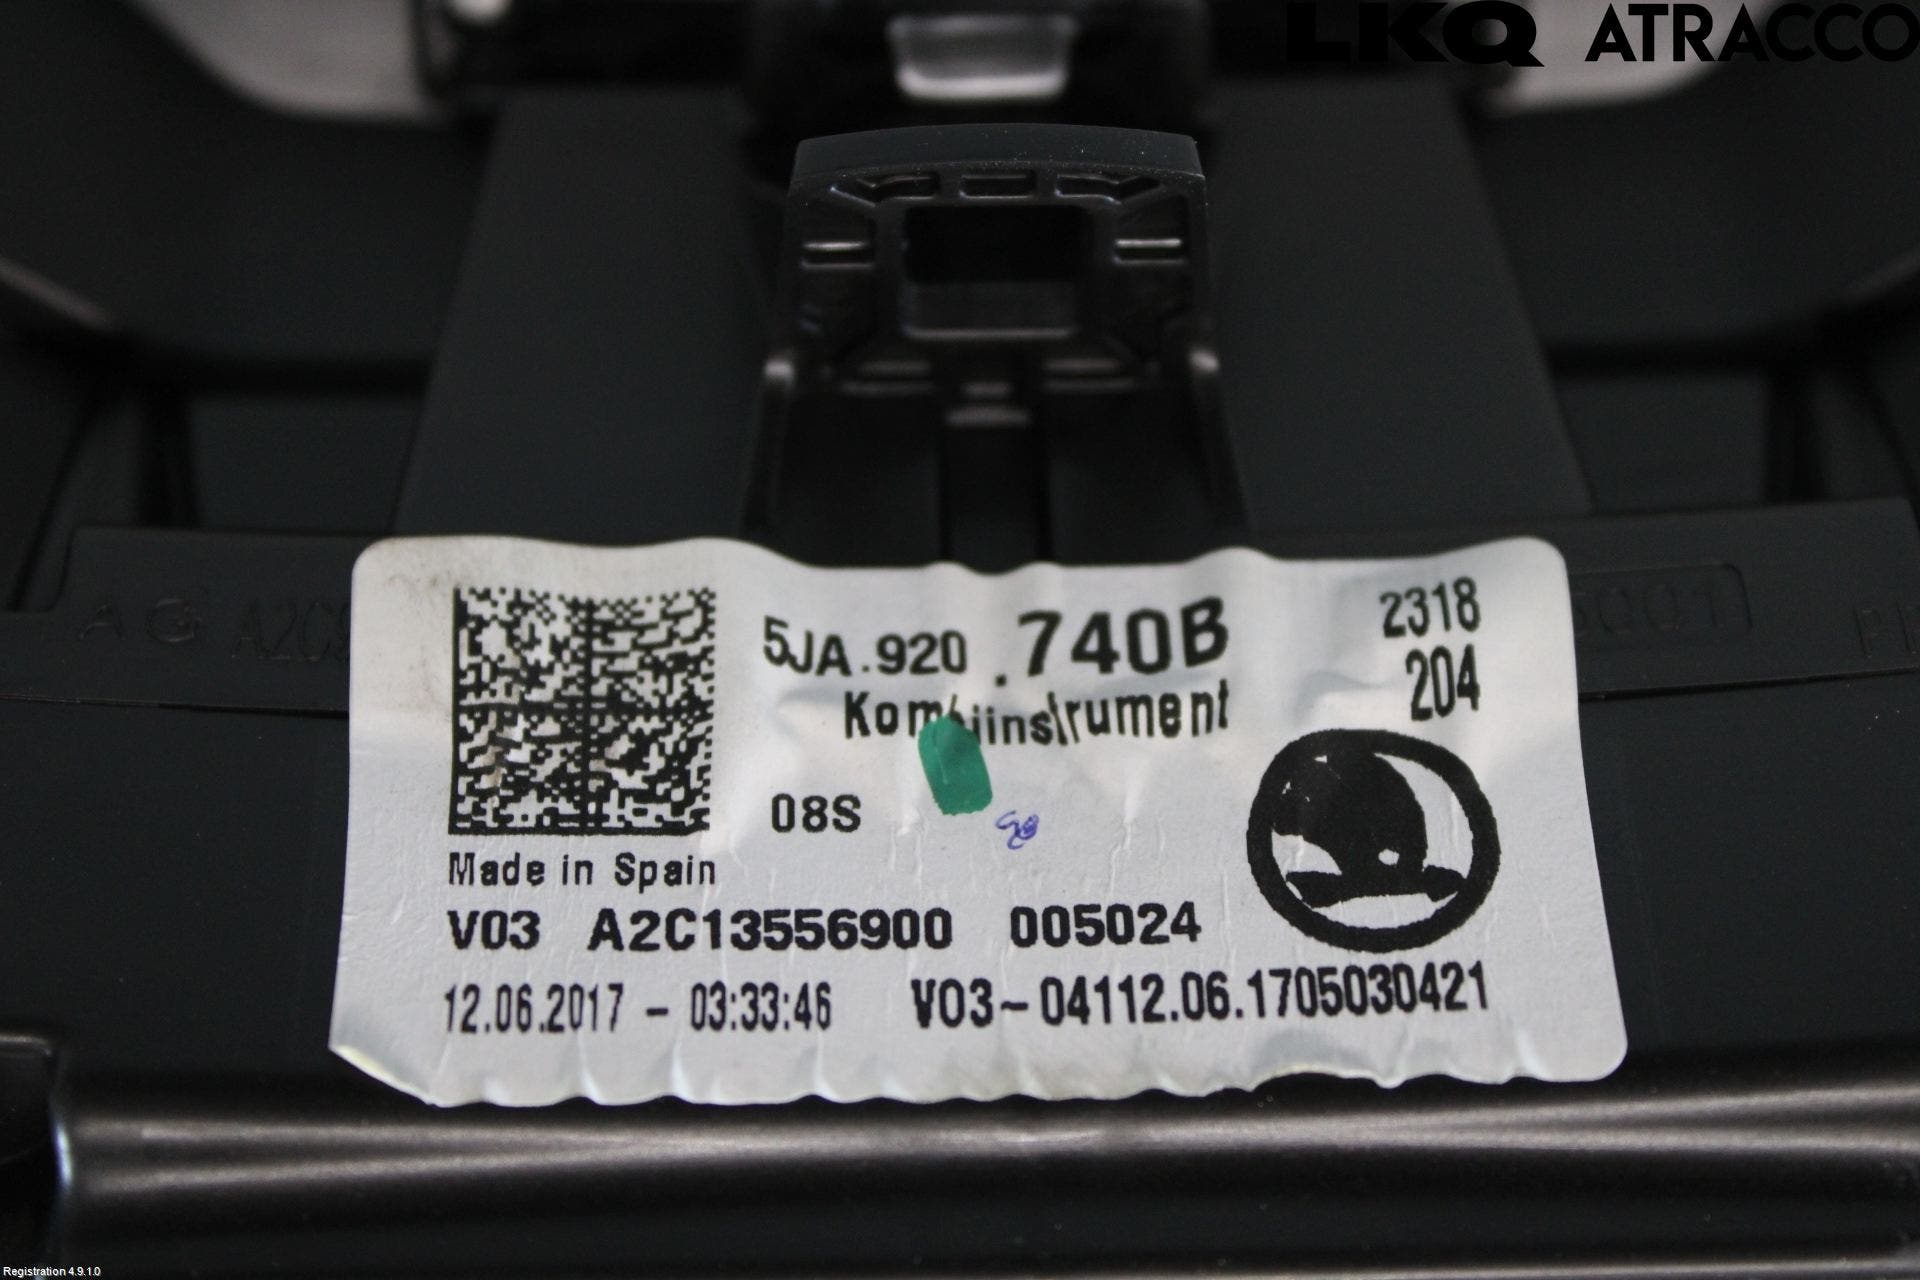 LKQ ATRACCO
5JA.920 .740B
Kombiinstrument
2318
204
08S
Made in Spain
V03 A2C13556900 005024
12.06.2017 - 03:33:46 V03-04112.06.1705030421
AG
Registration 4.9.1.0